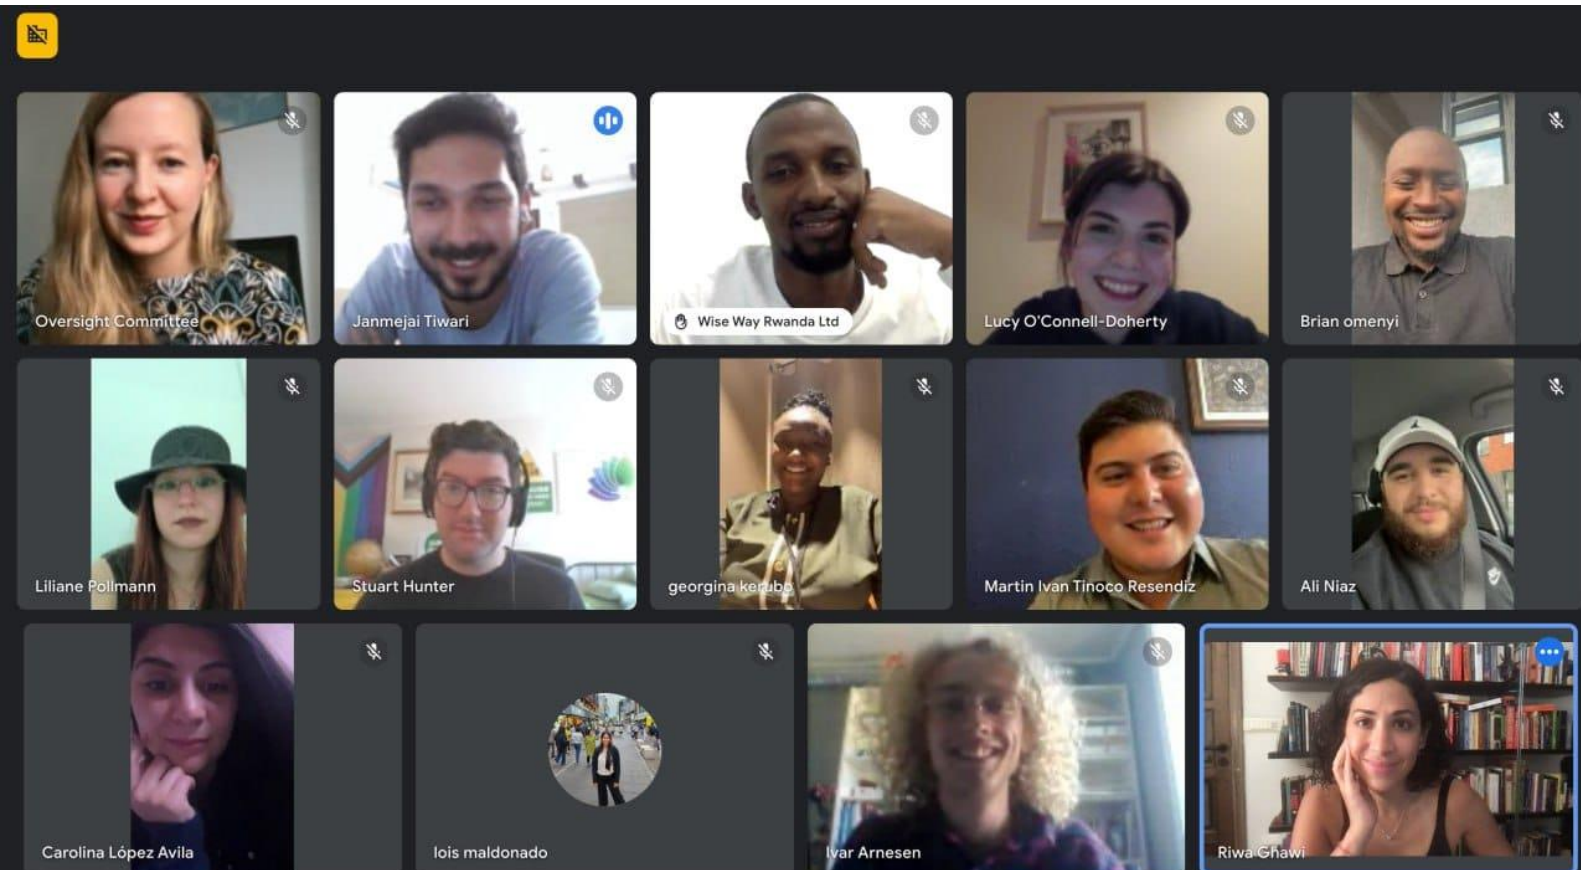 Oversight Committee
Janmejai Tiwari
Wise Way Rwanda Ltd
Lucy O'Connell-Doherty
Brian omenyi
Liliane Pollmann
Stuart Hunter
georgina kerubo
Martin Ivan Tinoco Resendiz
Ali Niaz
Carolina López Avila
lois maldonado
Ivar Arnesen
Riwa Ghawi